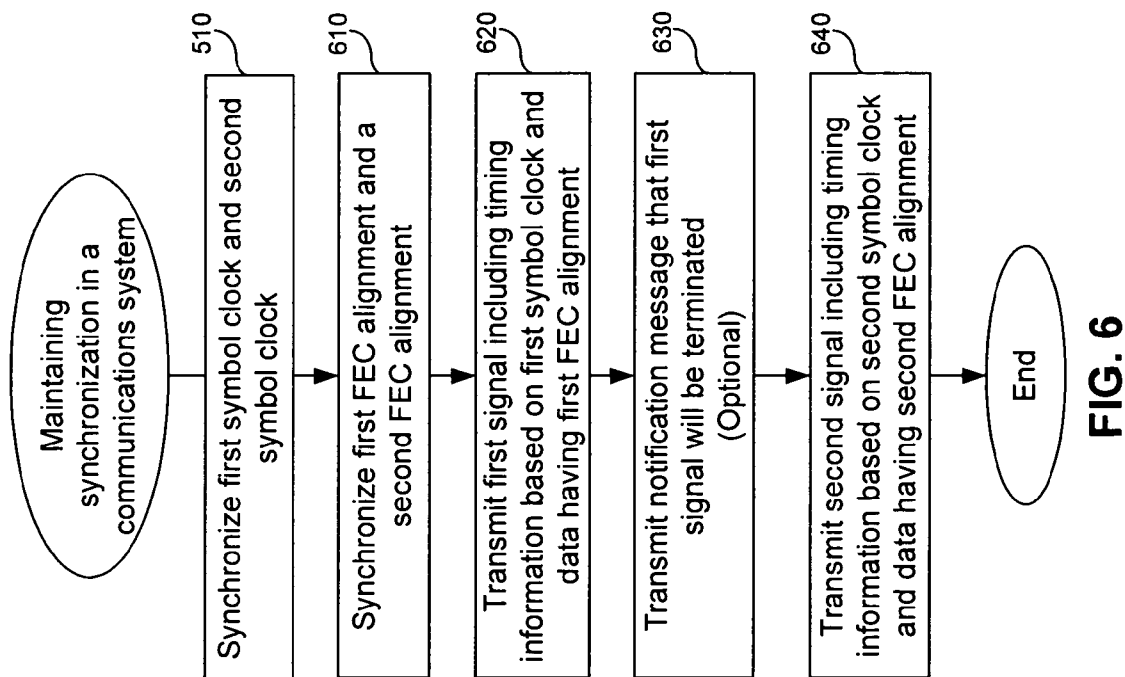 Maintaining
synchronization in a
communications system
510
Synchronize first symbol clock and second
symbol clock
610
Synchronize first FEC alignment and a
second FEC alignment
620
Transmit first signal including timing
information based on first symbol clock and
data having first FEC alignment
630
Transmit notification message that first
signal will be terminated
(Optional)
640
Transmit second signal including timing
information based on second symbol clock
and data having second FEC alignment
End
FIG. 6